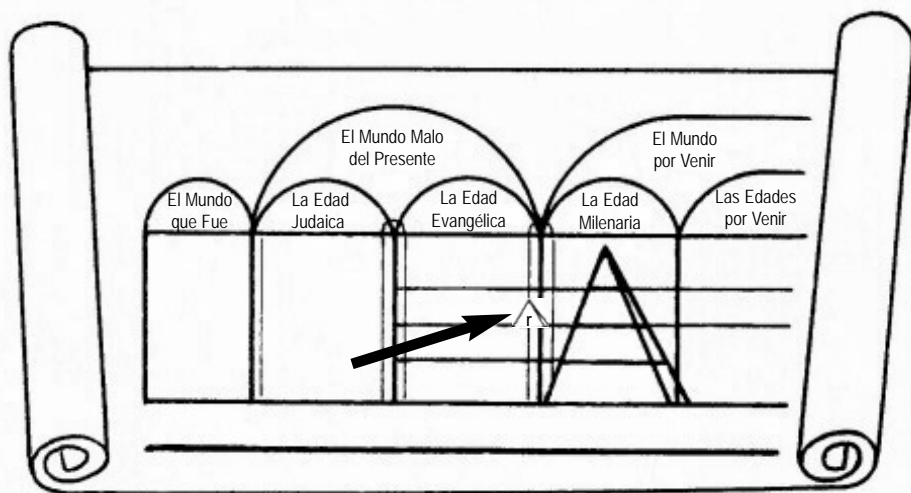 El Mundo Malo
del Presente
El Mundo
por Venir
El Mundo
que Fue
La Edad
Judaica
La Edad
Evangélica
La Edad
Milenaria
Las Edades
por Venir
r